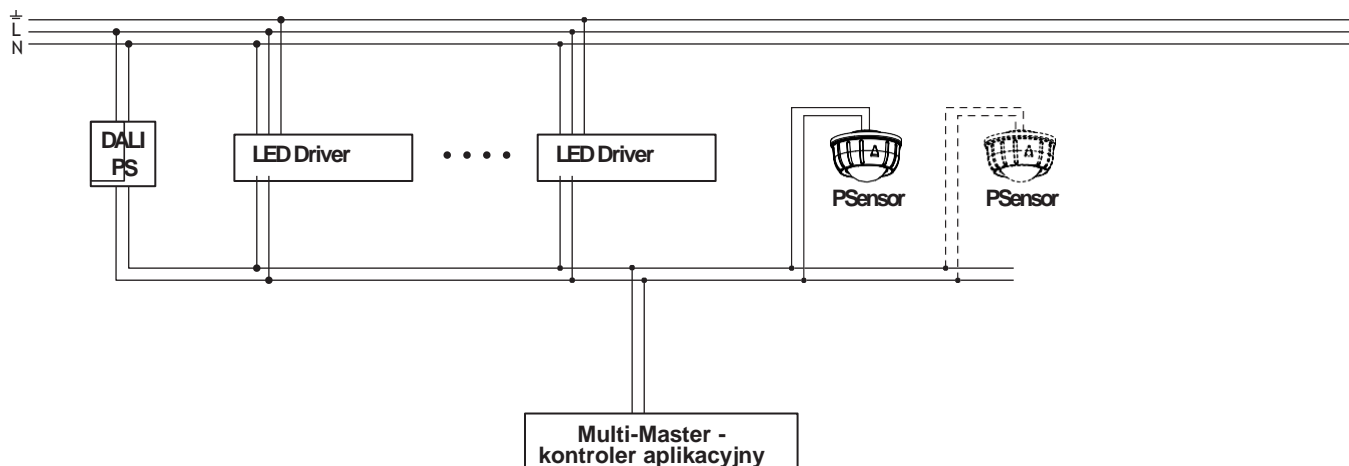 L
N
DALI
PS
LED Driver
LED Driver
PSensor
PSensor
Multi-Master -
kontroler aplikacyjny